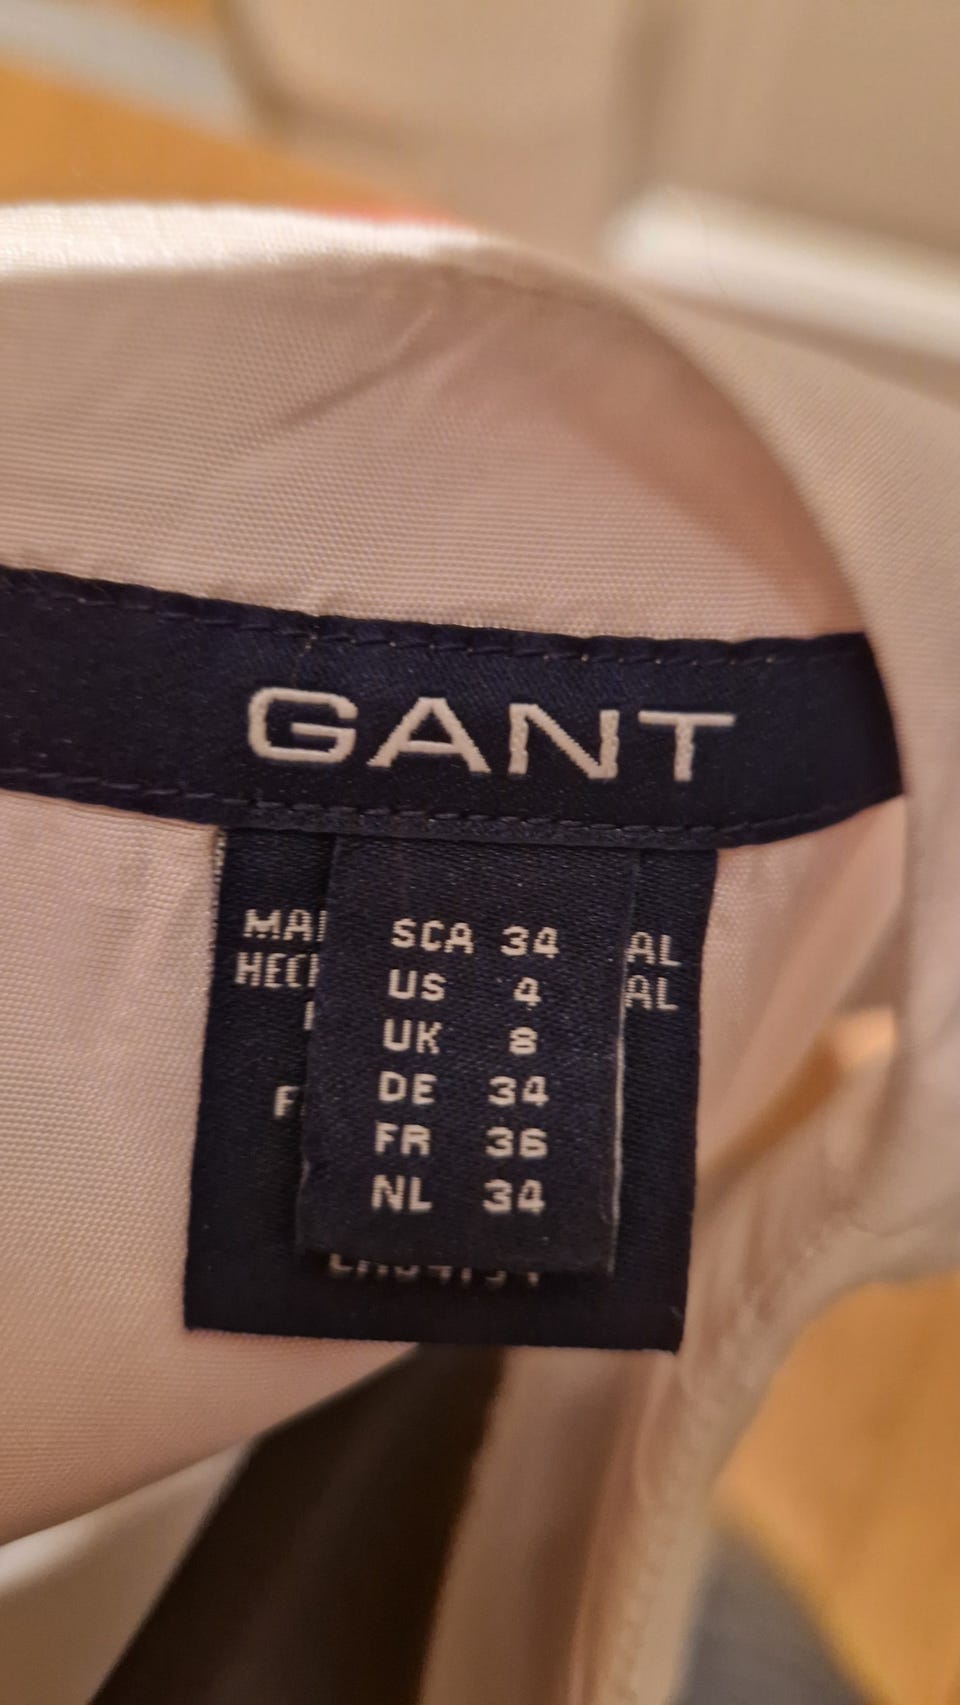 GANT
SCA 34
US 4
UK 8
DE 34
FR 36
NL 34